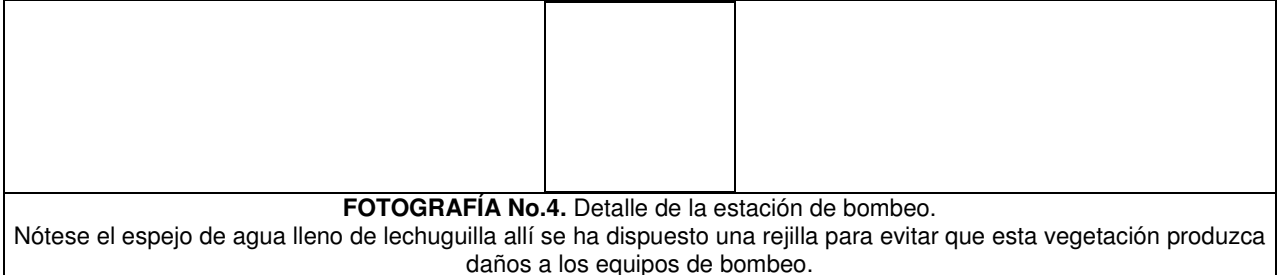 FOTOGRAFÍA No.4. Detalle de la estación de bombeo.
Nótese el espejo de agua lleno de lechuguilla allí se ha dispuesto una rejilla para evitar que esta vegetación produzca
daños a los equipos de bombeo.